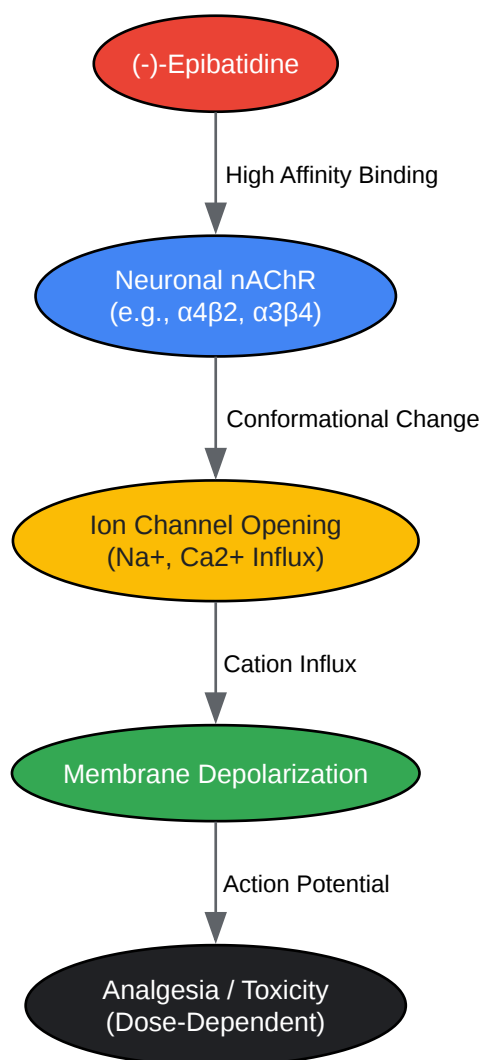 (-)-Epibatidine
High Affinity Binding
Neuronal nAChR
(e.g., α4β2, α3β4)
Conformational Change
Ion Channel Opening
(Na+, Ca2+ Influx)
Cation Influx
Membrane Depolarization
Action Potential
Analgesia / Toxicity
(Dose-Dependent)